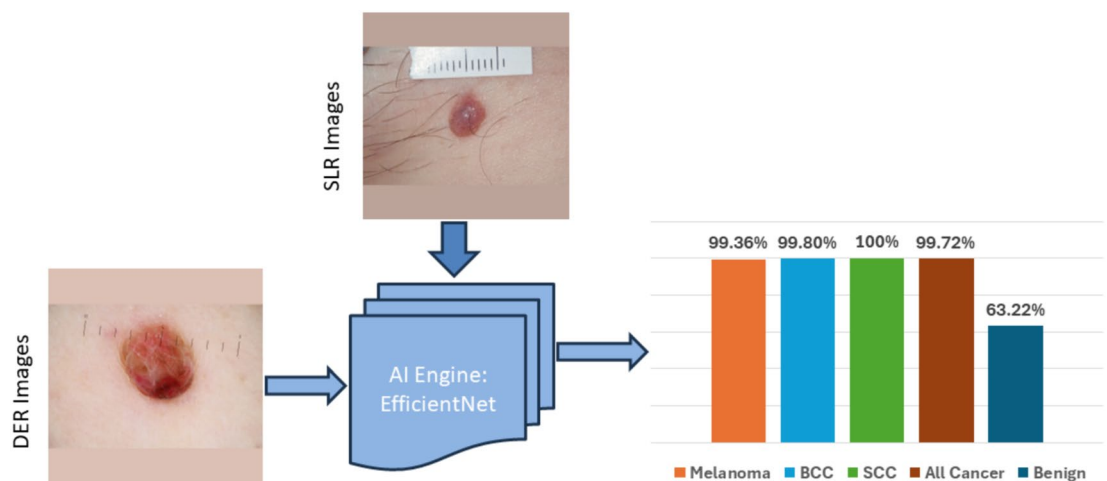 SLR Images
DER Images
AI Engine:
EfficientNet
99.36% 99.80% 100% 99.72%
63.22%
Melanoma BCC SCC All Cancer Benign